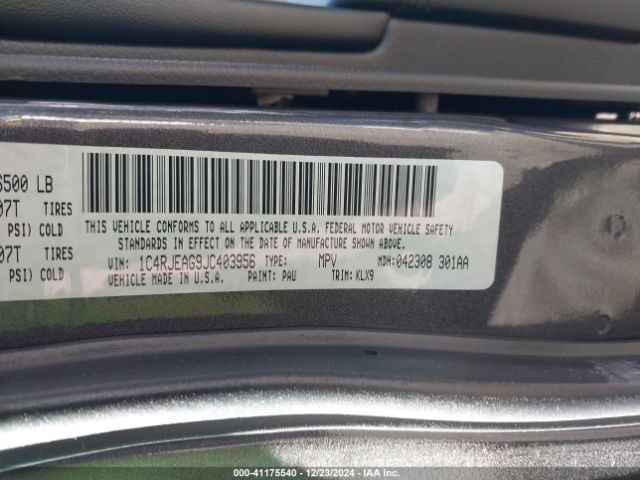 6500 LB
07T TIRES
PSI) COLD
07T TIRES
PSI) COLD
THIS VEHICLE CONFORMS TO ALL APPLICABLE U.S.A. FEDERAL MOTOR VEHICLE SAFETY
STANDARDS IN EFFECT ON THE DATE OF MANUFACTURE SHOWN ABOVE.
VIN: 1C4RJEAG9JC403956 TYPE: MPV MDH: 042308 301AA
VEHICLE MADE IN U.S.A. PAINT: PAU TRIM: KLX9
000-41175540 • 12/23/2024 • IAA Inc.